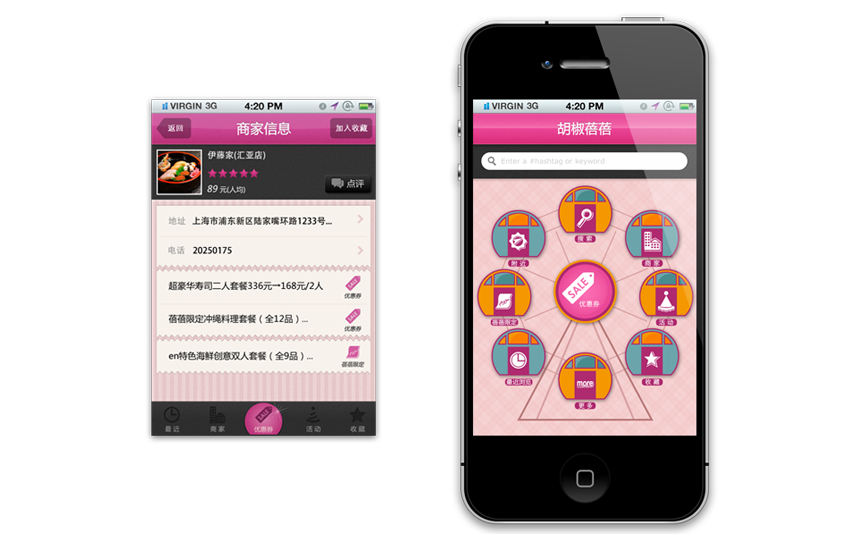 VIRGIN 3G 4:20 PM
返回 商家信息 加入收藏
伊藤家(汇亚店)
89 元(人均)
点评
地址 上海市浦东新区陆家嘴环路1233号...
电话 20250175
超豪华寿司二人套餐336元→168元/2人
SALE
优惠券
蓓蓓限定冲绳料理套餐（全12品）...
SALE
优惠券
en特色海鲜创意双人套餐（全9品）...
蓓蓓限定
最近 商家 SALE 优惠券 活动 收藏
VIRGIN 3G 4:20 PM
胡椒蓓蓓
Enter a #hashtag or keyword
搜索
附近
商家
SALE
优惠券
蓓蓓限定
活动
最近浏览
收藏
more
更多